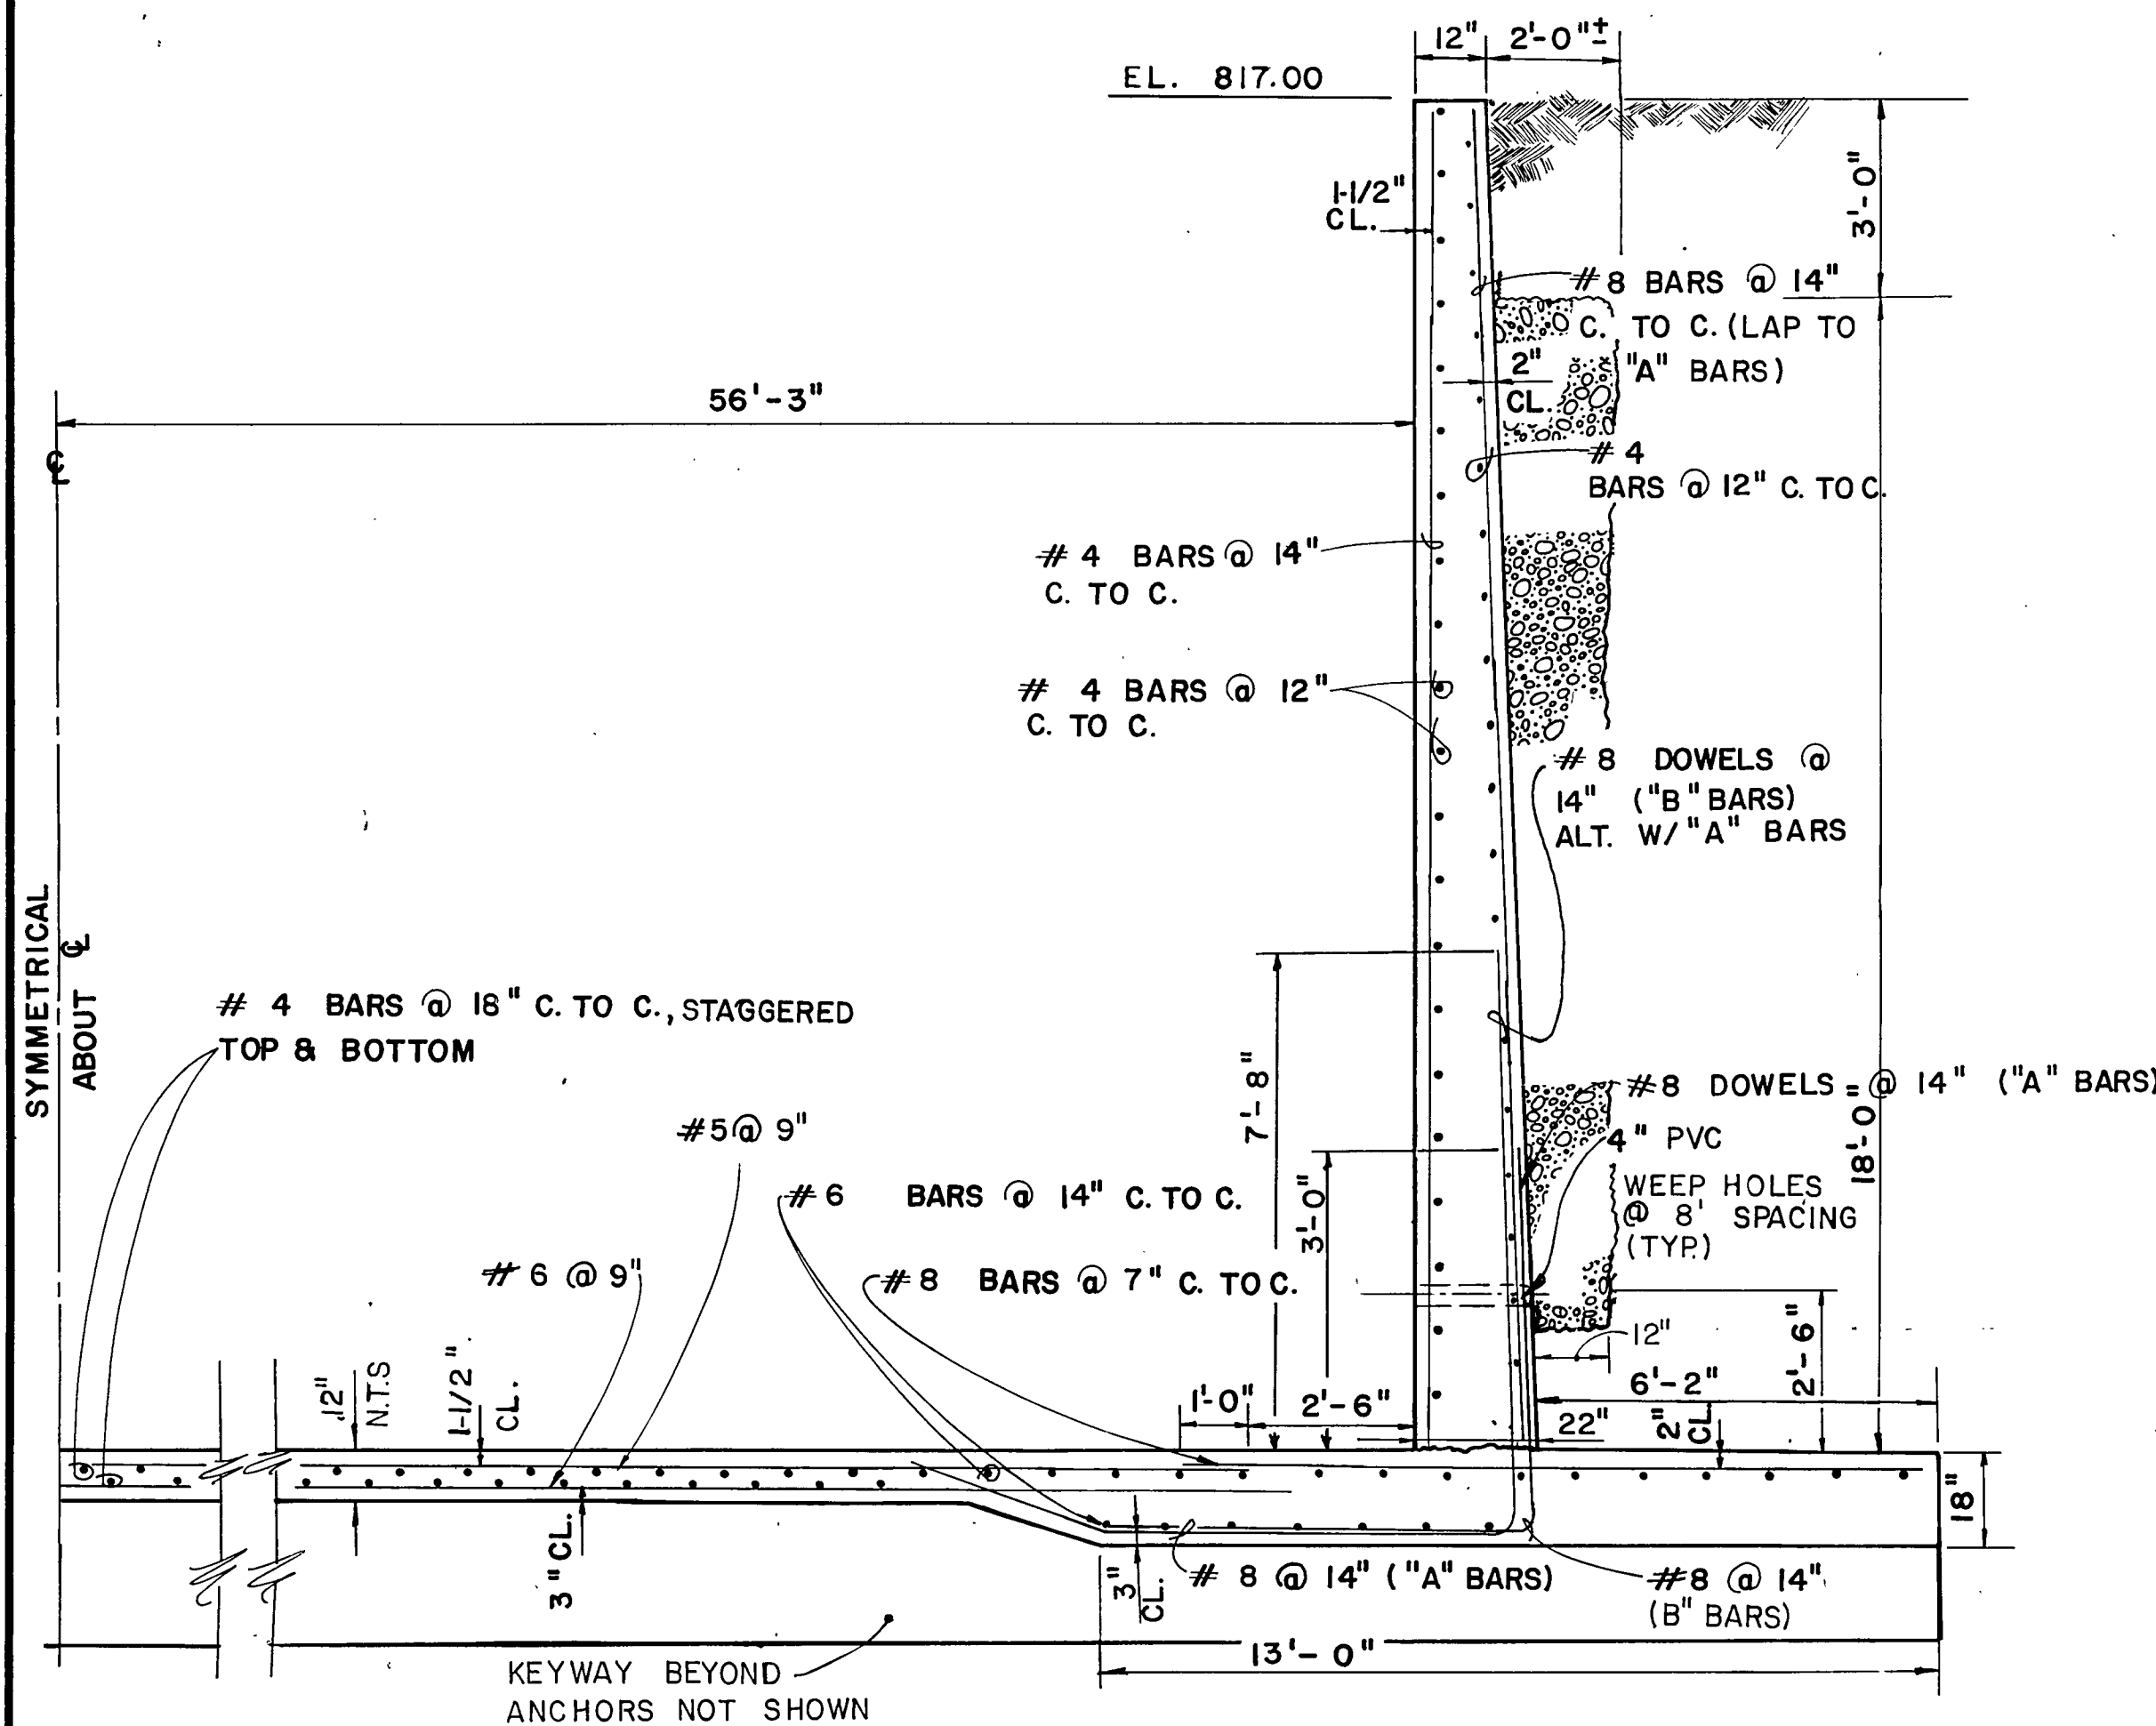 12" 2'-0"±
EL. 817.00
3'-0"
1-1/2"
CL.
# 8 BARS @ 14"
C. TO C. (LAP TO
"A" BARS)
2"
CL.
56'-3"
℄
# 4
BARS @ 12" C. TO C.
# 4 BARS @ 14"
C. TO C.
# 4 BARS @ 12"
C. TO C.
# 8 DOWELS @
14" ("B" BARS)
ALT. W/ "A" BARS
SYMMETRICAL
ABOUT ℄
# 4 BARS @ 18" C. TO C., STAGGERED
TOP & BOTTOM
7'-8"
#8 DOWELS @ 14" ("A" BARS)
18'-0"
#5 @ 9"
4" PVC
WEEP HOLES
@ 8' SPACING
(TYP.)
# 6 BARS @ 14" C. TO C.
3'-0"
# 6 @ 9"
#8 BARS @ 7" C. TO C.
12"
2'-6"
6'-2"
12"
N.T.S
1-1/2"
CL.
1'-0" 2'-6"
22"
2"
CL.
18"
3" CL.
3"
CL.
# 8 @ 14" ("A" BARS)
#8 @ 14"
(B" BARS)
13'-0"
KEYWAY BEYOND
ANCHORS NOT SHOWN